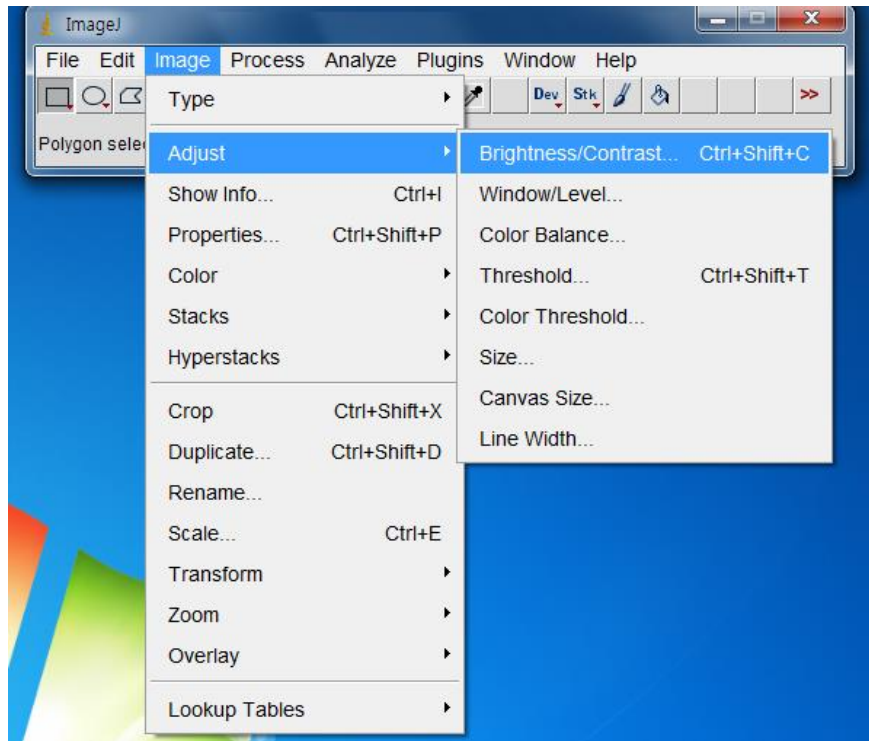 ImageJ
File Edit Image Process Analyze Plugins Window Help
Dev Stk >>
Polygon sele
Type
Adjust
Show Info... Ctrl+I
Properties... Ctrl+Shift+P
Color
Stacks
Hyperstacks
Crop Ctrl+Shift+X
Duplicate... Ctrl+Shift+D
Rename...
Scale... Ctrl+E
Transform
Zoom
Overlay
Lookup Tables
Brightness/Contrast... Ctrl+Shift+C
Window/Level...
Color Balance...
Threshold... Ctrl+Shift+T
Color Threshold...
Size...
Canvas Size...
Line Width...